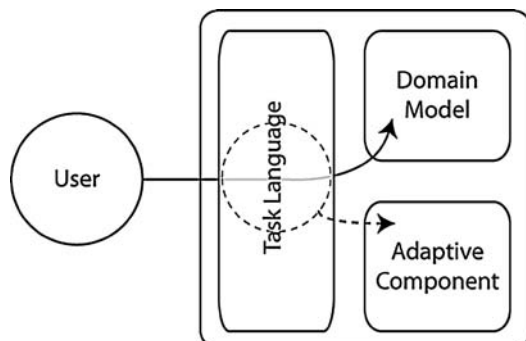 User
Task Language
Domain
Model
Adaptive
Component